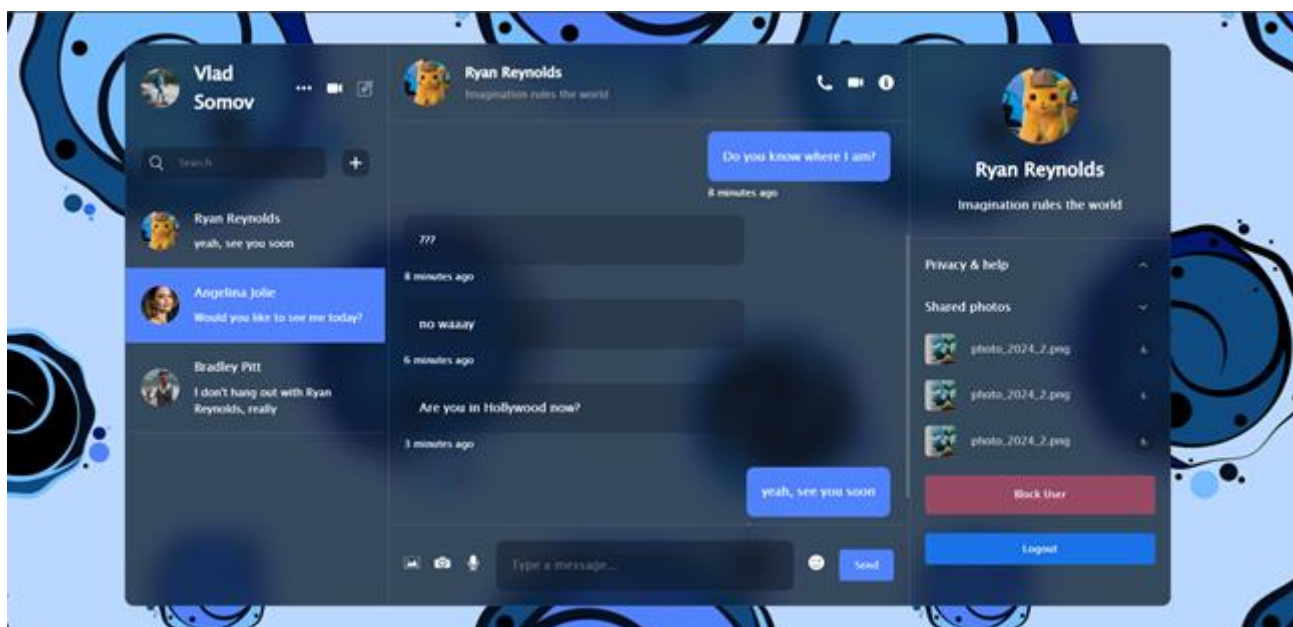 Vlad
Somov
Search
Ryan Reynolds
yeah, see you soon
Angelina Jolie
Would you like to see me today?
Bradley Pitt
I don't hang out with Ryan
Reynolds, really
Ryan Reynolds
Imagination rules the world
Do you know where I am?
8 minutes ago
???
8 minutes ago
no waaay
6 minutes ago
Are you in Hollywood now?
3 minutes ago
yeah, see you soon
Type a message...
Send
Ryan Reynolds
Imagination rules the world
Privacy & help
Shared photos
photo_2024_2.png
photo_2024_2.png
photo_2024_2.png
Block User
Logout